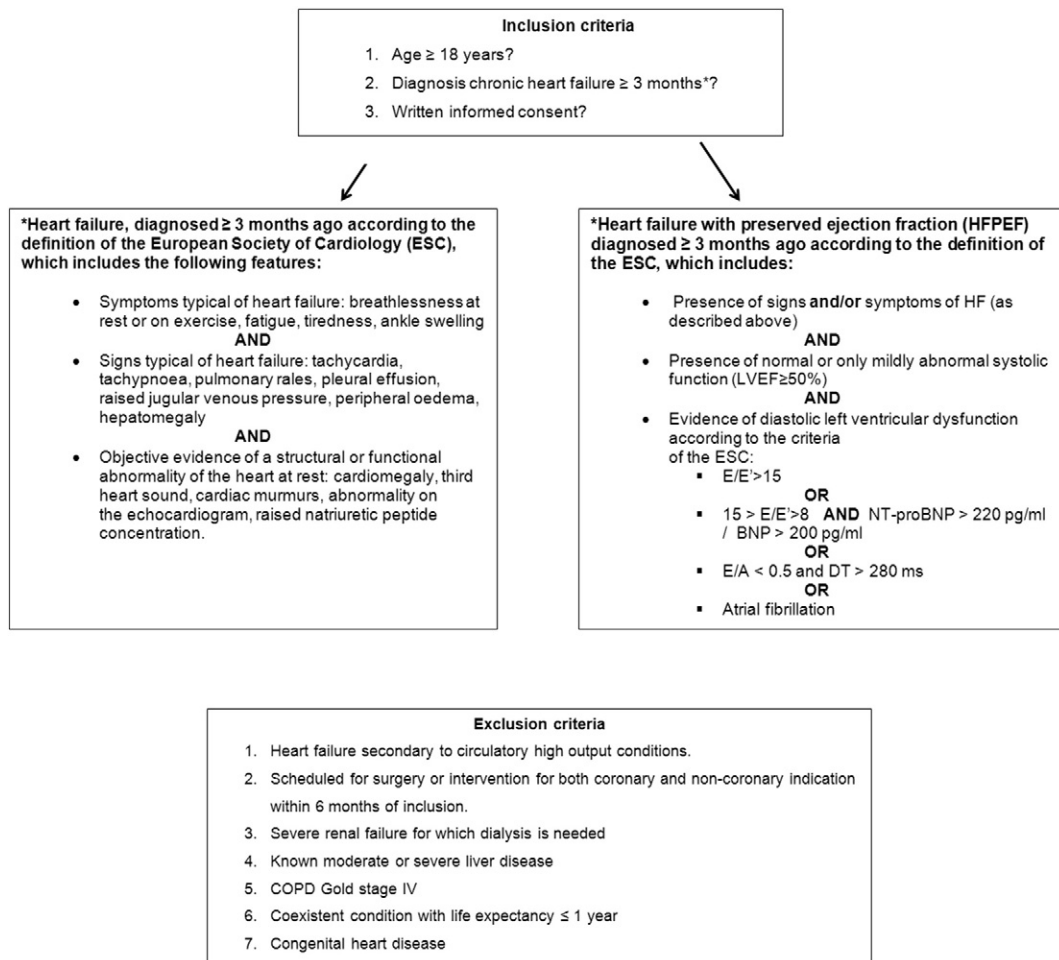 Inclusion criteria
1. Age ≥ 18 years?
2. Diagnosis chronic heart failure ≥ 3 months*?
3. Written informed consent?
*Heart failure, diagnosed ≥ 3 months ago according to the
definition of the European Society of Cardiology (ESC),
which includes the following features:
• Symptoms typical of heart failure: breathlessness at
rest or on exercise, fatigue, tiredness, ankle swelling
AND
• Signs typical of heart failure: tachycardia,
tachypnoea, pulmonary rales, pleural effusion,
raised jugular venous pressure, peripheral oedema,
hepatomegaly
AND
• Objective evidence of a structural or functional
abnormality of the heart at rest: cardiomegaly, third
heart sound, cardiac murmurs, abnormality on
the echocardiogram, raised natriuretic peptide
concentration.
*Heart failure with preserved ejection fraction (HFPEF)
diagnosed ≥ 3 months ago according to the definition of
the ESC, which includes:
• Presence of signs and/or symptoms of HF (as
described above)
AND
• Presence of normal or only mildly abnormal systolic
function (LVEF≥50%)
AND
• Evidence of diastolic left ventricular dysfunction
according to the criteria
of the ESC:
▪ E/E'>15
OR
▪ 15 > E/E'>8 AND NT-proBNP > 220 pg/ml
/ BNP > 200 pg/ml
OR
▪ E/A < 0.5 and DT > 280 ms
OR
▪ Atrial fibrillation
Exclusion criteria
1. Heart failure secondary to circulatory high output conditions.
2. Scheduled for surgery or intervention for both coronary and non-coronary indication
within 6 months of inclusion.
3. Severe renal failure for which dialysis is needed
4. Known moderate or severe liver disease
5. COPD Gold stage IV
6. Coexistent condition with life expectancy ≤ 1 year
7. Congenital heart disease